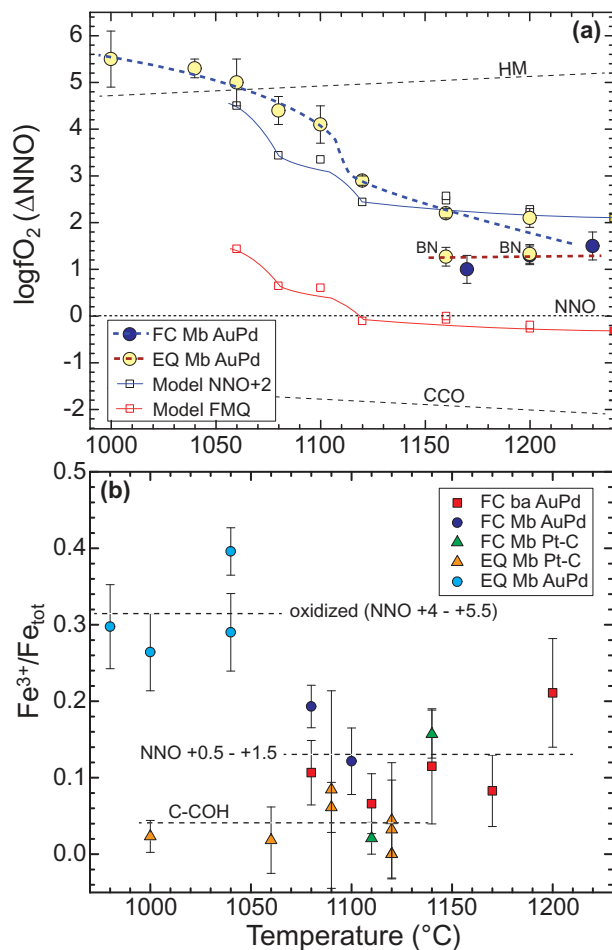 (a)
6
5
4
3
2
1
0
-1
-2
logfO₂ (ΔNNO)
HM
BN
BN
NNO
CCO
FC Mb AuPd
EQ Mb AuPd
Model NNO+2
Model FMQ
1000
1050
1100
1150
1200
(b)
0.5
0.4
0.3
0.2
0.1
0.0
Fe³⁺/Fe_tot
FC ba AuPd
FC Mb AuPd
FC Mb Pt-C
EQ Mb Pt-C
EQ Mb AuPd
oxidized (NNO +4 - +5.5)
NNO +0.5 - +1.5
C-COH
1000
1050
1100
1150
1200
Temperature (°C)